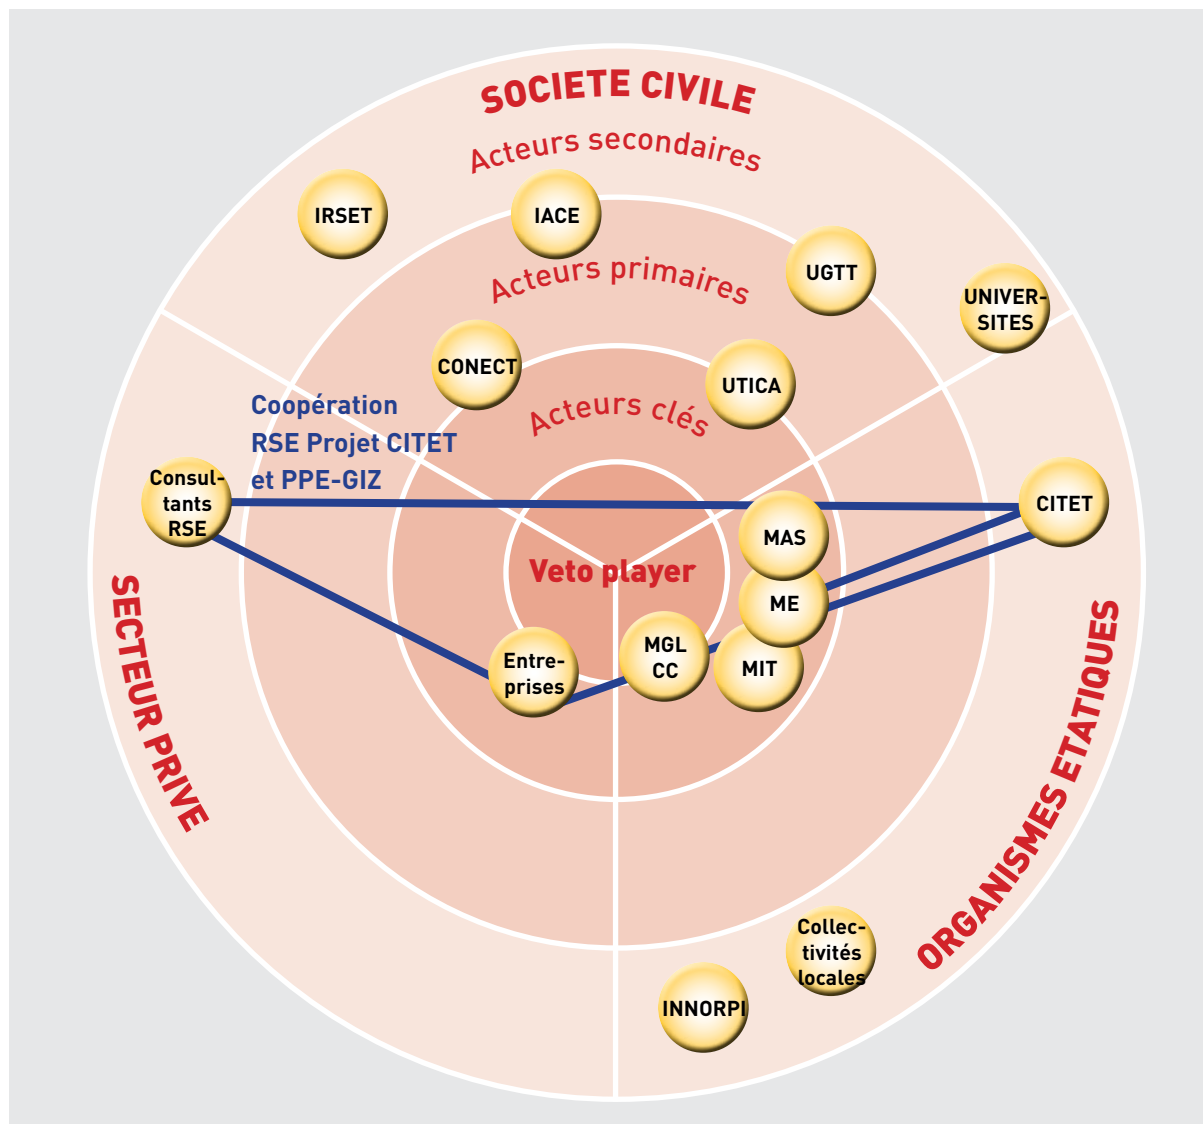 SOCIETE CIVILE
Acteurs secondaires
IRSET
IACE
UGTT
UNIVER-
SITES
Acteurs primaires
CONECT
UTICA
Acteurs clés
Coopération
RSE Projet CITET
et PPE-GIZ
Consul-
tants
RSE
CITET
MAS
Veto player
ME
MGL
CC
MIT
Entre-
prises
SECTEUR PRIVE
ORGANISMES ETATIQUES
Collec-
tivités
locales
INNORPI